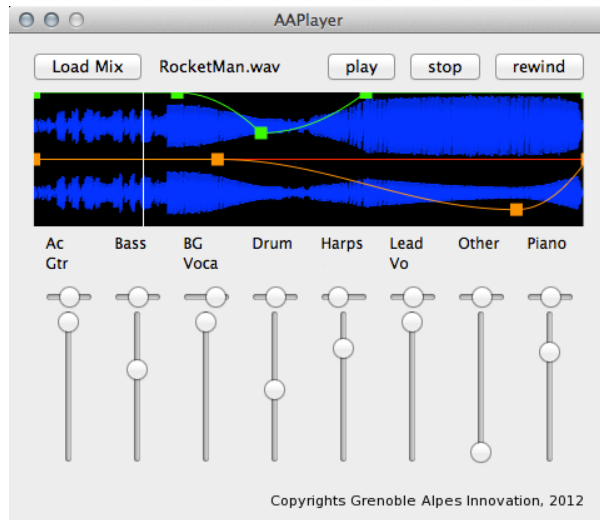 AAPlayer
Load Mix RocketMan.wav play stop rewind
Ac Bass BG Drum Harps Lead Other Piano
Gtr Voca Vo
Copyrights Grenoble Alpes Innovation, 2012